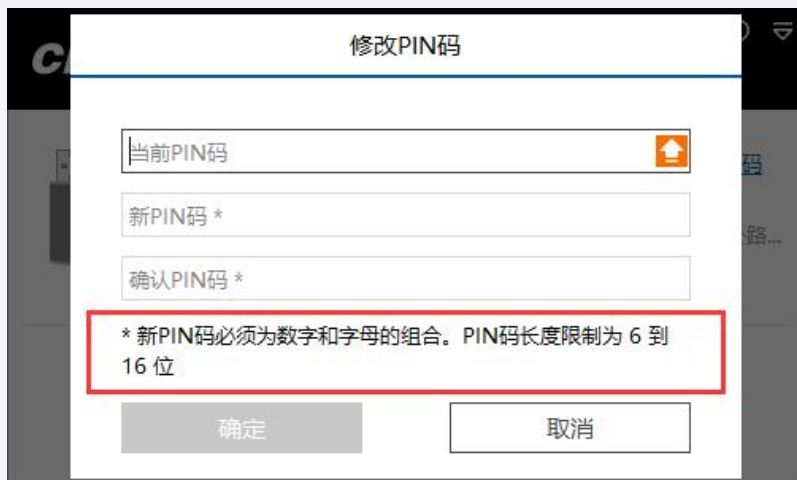 修改PIN码
当前PIN码
码
新PIN码 *
路...
确认PIN码 *
* 新PIN码必须为数字和字母的组合。PIN码长度限制为 6 到
16 位
确定
取消